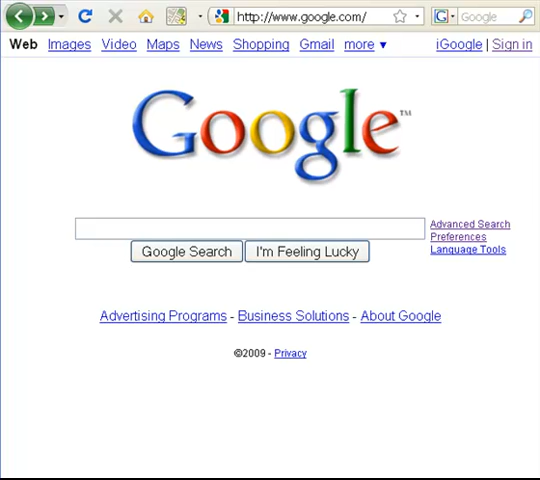 http://www.google.com/ Google
Web Images Video Maps News Shopping Gmail more ▼ iGoogle | Sign in
Google™
Advanced Search
Preferences
Language Tools
Google Search I'm Feeling Lucky
Advertising Programs - Business Solutions - About Google
©2009 - Privacy